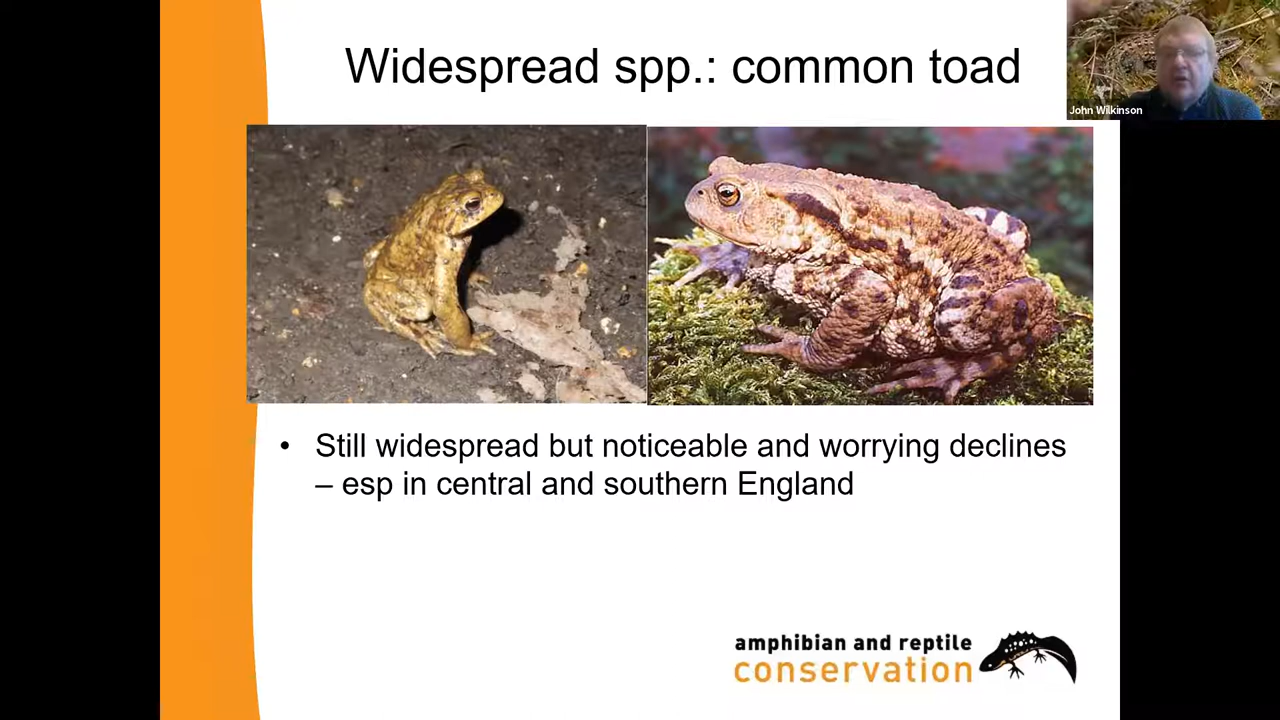 Widespread spp.: common toad
John Wilkinson
• Still widespread but noticeable and worrying declines
– esp in central and southern England
amphibian and reptile
conservation